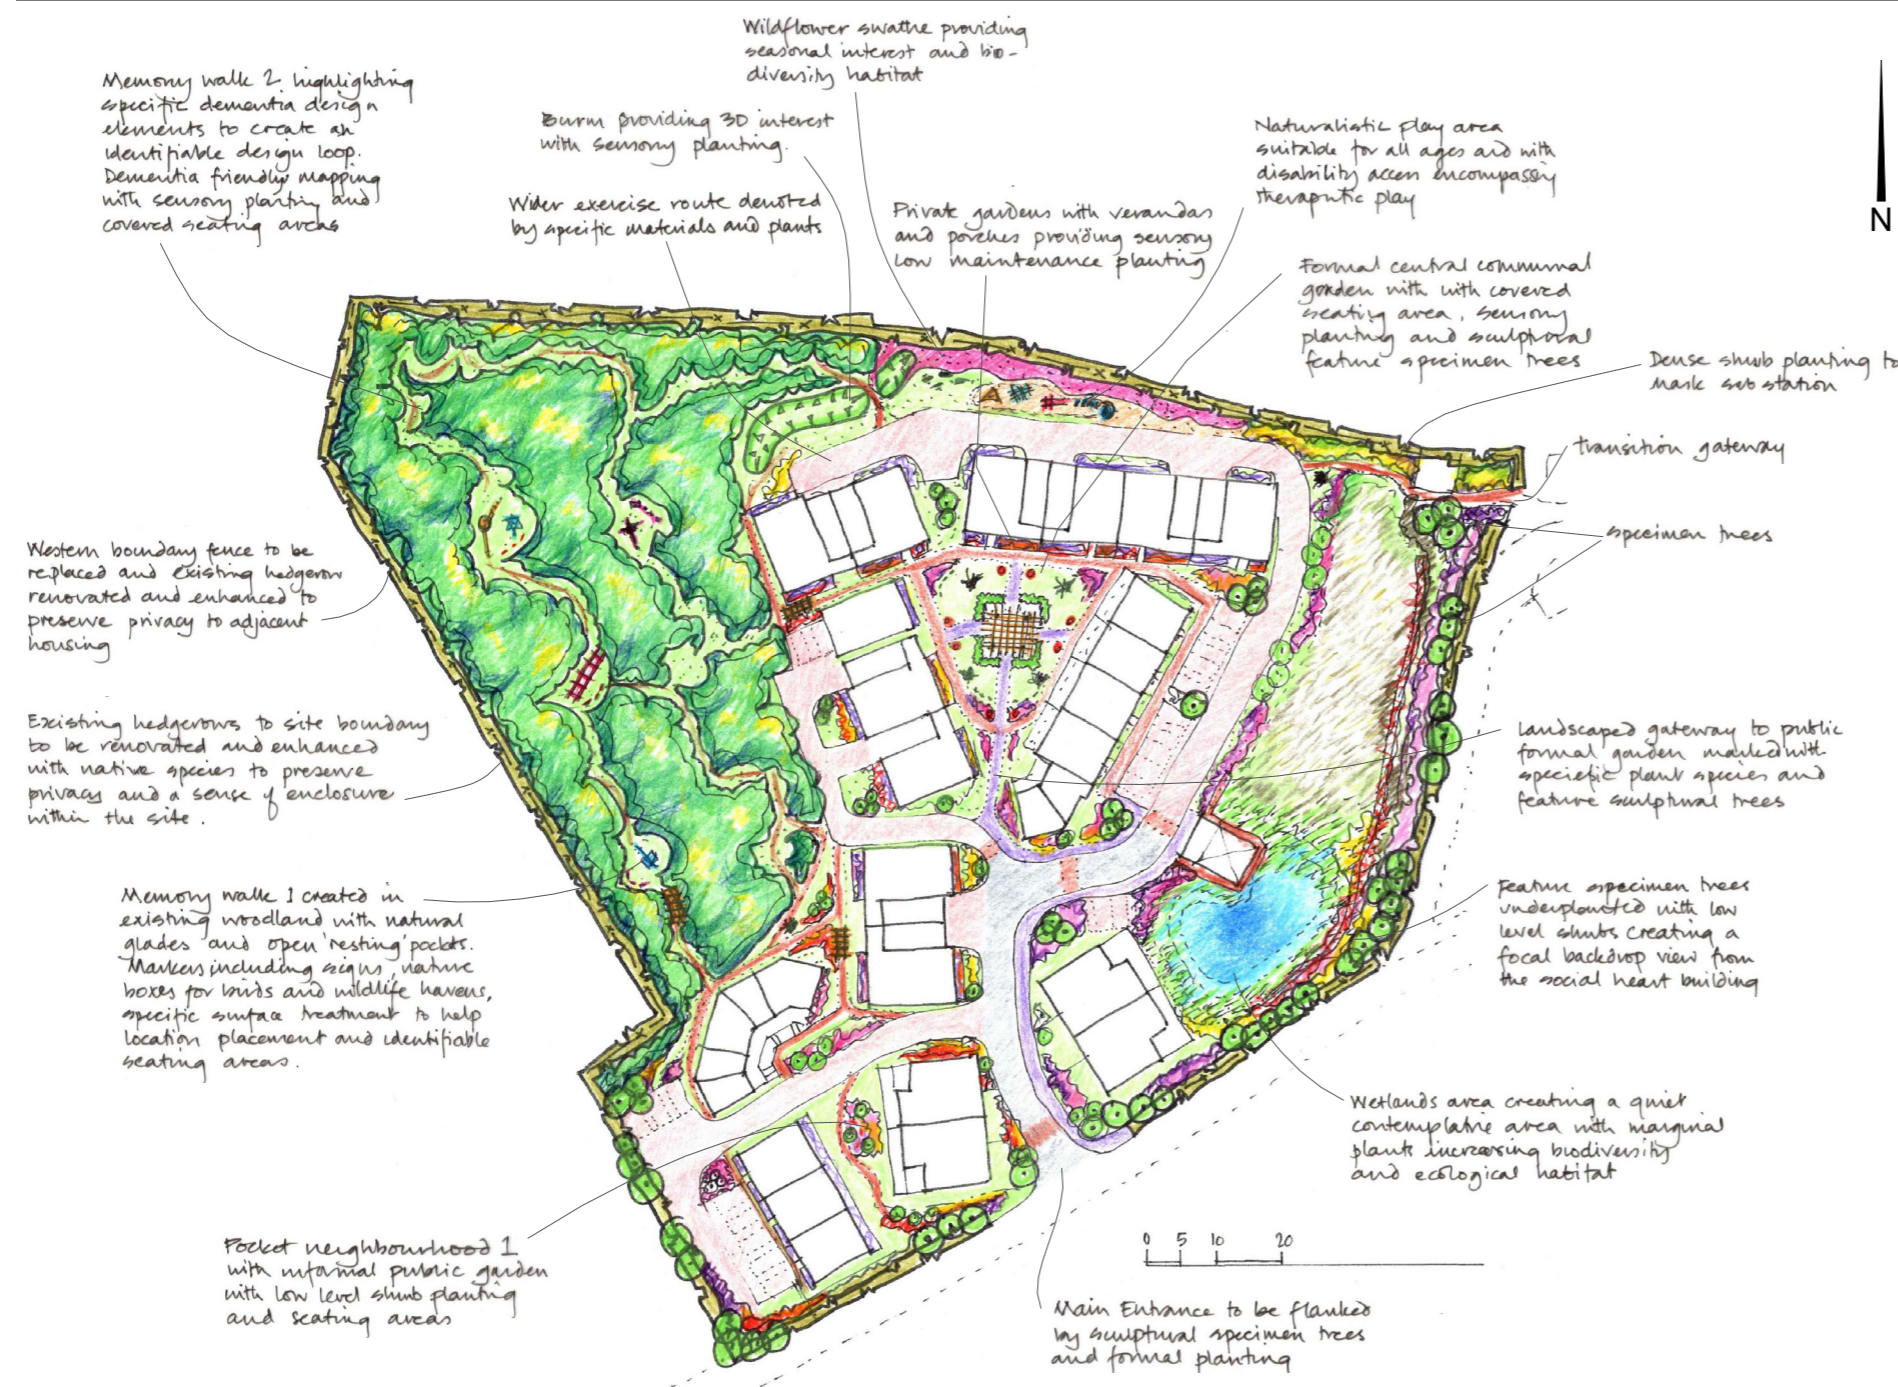 Wildflower swathe providing
seasonal interest and bio-
diversity habitat
Memory walk 2 highlighting
specific dementia design
elements to create an
identifiable design loop.
Dementia friendly mapping
with sensory planting and
covered seating areas
Burm providing 3D interest
with sensory planting.
Wider exercise route denoted
by specific materials and plants
Private gardens with verandas
and porches providing sensory
low maintenance planting
Naturalistic play area
suitable for all ages and with
disability access encompassing
theraputic play
N
Formal central communal
graden with with covered
seating area, sensory
planting and sculptural
feature specimen trees
Dense shrub planting to
mask sub station
transition gateway
specimen trees
Western boundary fence to be
replaced and existing hedgerow
renovated and enhanced to
preserve privacy to adjacent
housing
Existing hedgerows to site boundary
to be renovated and enhanced
with native species to preserve
privacy and a sense of enclosure
within the site.
Memory walk 1 created in
existing woodland with natural
glades and open 'resting' pockets.
Markers including signs, nature
boxes for birds and wildlife havens,
specific surface treatment to help
location placement and identifiable
seating areas.
Landscaped gateway to public
formal garden marked with
speciefic plant species and
feature sculptural trees
Feature specimen trees
underplanted with low
level shrubs creating a
focal backdrop view from
the social heart building
Wetlands area creating a quiet
contemplative area with marginal
plants increasing biodiversity
and ecological habitat
Pocket neighbourhood 1
with informal public garden
with low level shrub planting
and seating areas
0 5 10 20
Main Entrance to be flanked
by sculptural specimen trees
and formal planting